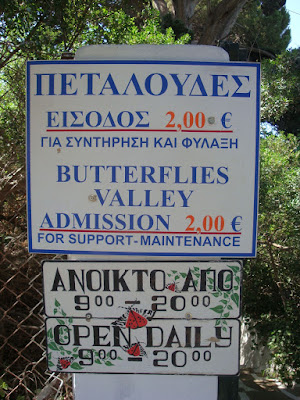 ΠΕΤΑΛΟΥΔΕΣ
ΕΙΣΟΔΟΣ 2,00 €
ΓΙΑ ΣΥΝΤΗΡΗΣΗ ΚΑΙ ΦΥΛΑΞΗ
BUTTERFLIES
VALLEY
ADMISSION 2,00 €
FOR SUPPORT-MAINTENANCE
ΑΝΟΙΚΤΟ ΑΠΟ
9⁰⁰ - 20⁰⁰
OPEN DAILY
9⁰⁰ - 20⁰⁰